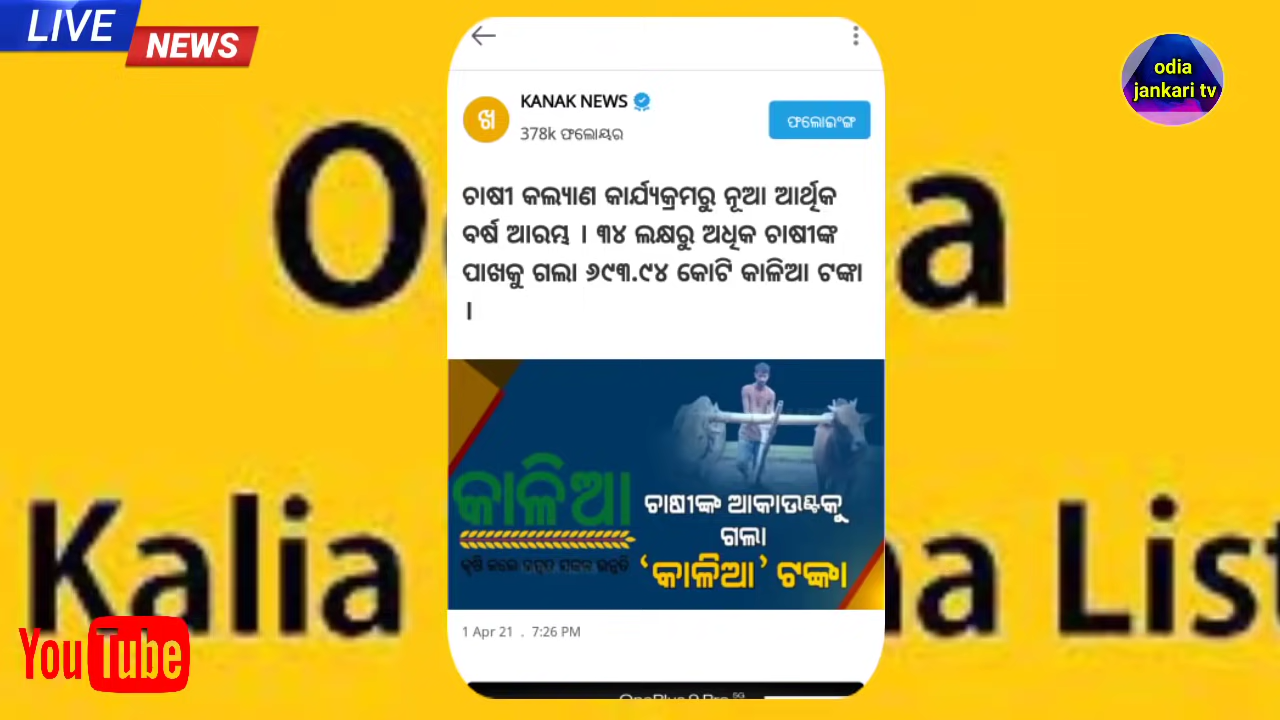 LIVE
NEWS
odia
jankari tv
KANAK NEWS
378k ଫଲୋୟର
ଫଲୋଇଂଙ୍ଗ
ଚାଷୀ କଲ୍ୟାଣ କାର୍ଯ୍ୟକ୍ରମରୁ ନୂଆ ଆର୍ଥିକ
ବର୍ଷ ଆରମ୍ଭ । ୩୪ ଲକ୍ଷରୁ ଅଧିକ ଚାଷୀଙ୍କ
ପାଖକୁ ଗଲା ୬୯୩.୯୪ କୋଟି କାଳିଆ ଟଙ୍କା
।
କାଳିଆ
ଚାଷୀଙ୍କ ଆକାଉଣ୍ଟକୁ
ଗଲା
‘କାଳିଆ’ ଟଙ୍କା
1 Apr 21 . 7:26 PM
Kalia
List
YouTube